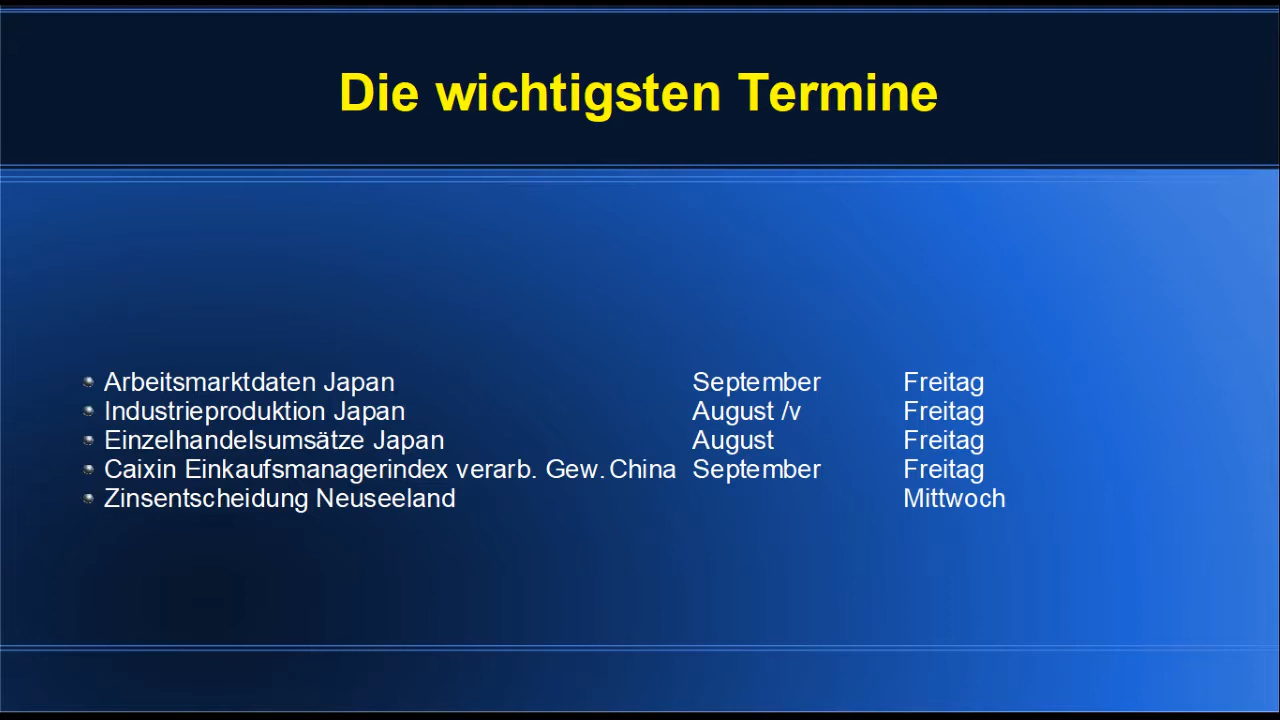 Die wichtigsten Termine
Arbeitsmarktdaten Japan September Freitag
Industrieproduktion Japan August /v Freitag
Einzelhandelsumsätze Japan August Freitag
Caixin Einkaufsmanagerindex verarb. Gew. China September Freitag
Zinsentscheidung Neuseeland Mittwoch